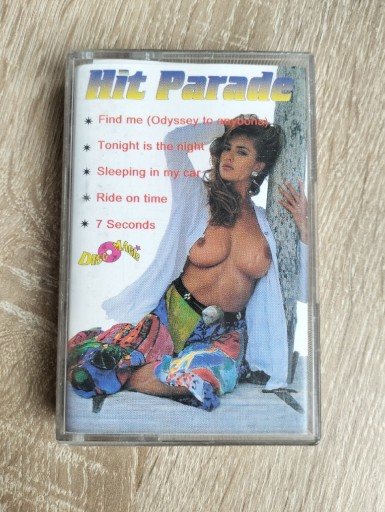 Hit Parade
Find me (Odyssey to anyoona)
Tonight is the night
Sleeping in my car
Ride on time
7 Seconds